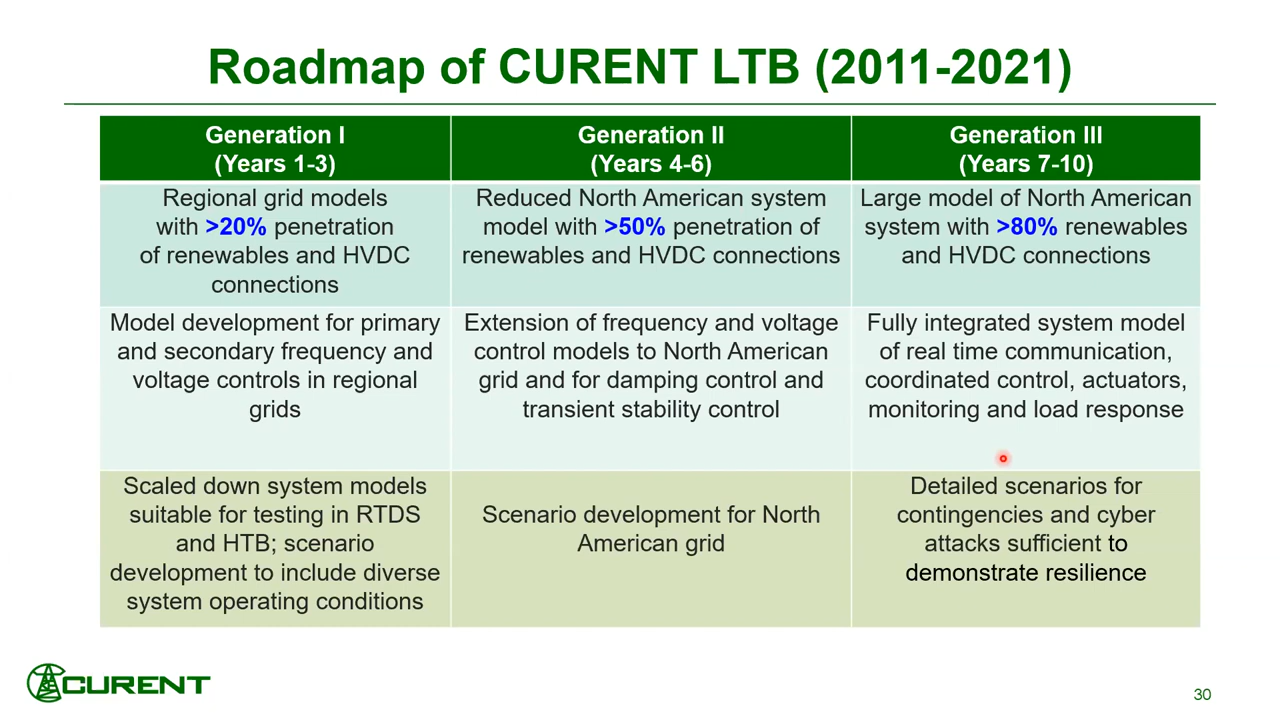 Roadmap of CURENT LTB (2011-2021)
Generation I
(Years 1-3)
Generation II
(Years 4-6)
Generation III
(Years 7-10)
Regional grid models
with >20% penetration
of renewables and HVDC
connections
Reduced North American system
model with >50% penetration of
renewables and HVDC connections
Large model of North American
system with >80% renewables
and HVDC connections
Model development for primary
and secondary frequency and
voltage controls in regional
grids
Extension of frequency and voltage
control models to North American
grid and for damping control and
transient stability control
Fully integrated system model
of real time communication,
coordinated control, actuators,
monitoring and load response
Scaled down system models
suitable for testing in RTDS
and HTB; scenario
development to include diverse
system operating conditions
Scenario development for North
American grid
Detailed scenarios for
contingencies and cyber
attacks sufficient to
demonstrate resilience
CURENT
30